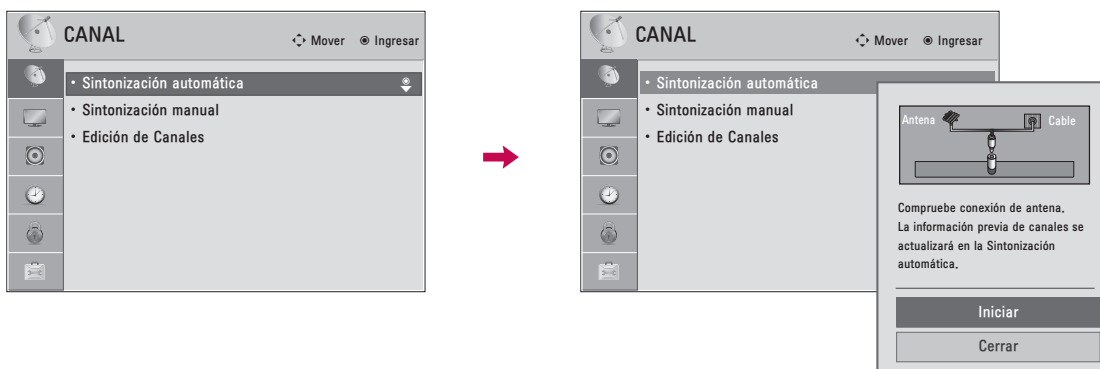 CANAL
Mover Ingresar
• Sintonización automática
• Sintonización manual
• Edición de Canales
CANAL
Mover Ingresar
• Sintonización automática
• Sintonización manual
• Edición de Canales
Antena Cable
Compruebe conexión de antena.
La información previa de canales se
actualizará en la Sintonización
automática.
Iniciar
Cerrar